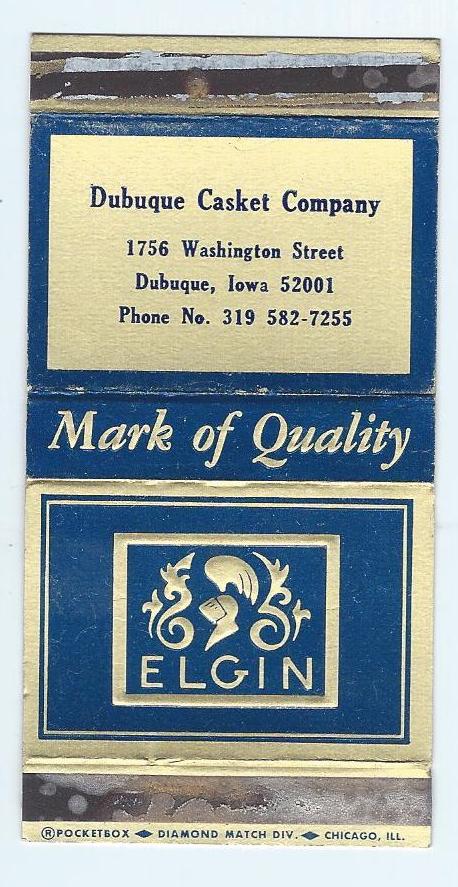 Dubuque Casket Company
1756 Washington Street
Dubuque, Iowa 52001
Phone No. 319 582-7255
Mark of Quality
ELGIN
®POCKETBOX ◆ DIAMOND MATCH DIV. ◆ CHICAGO, ILL.